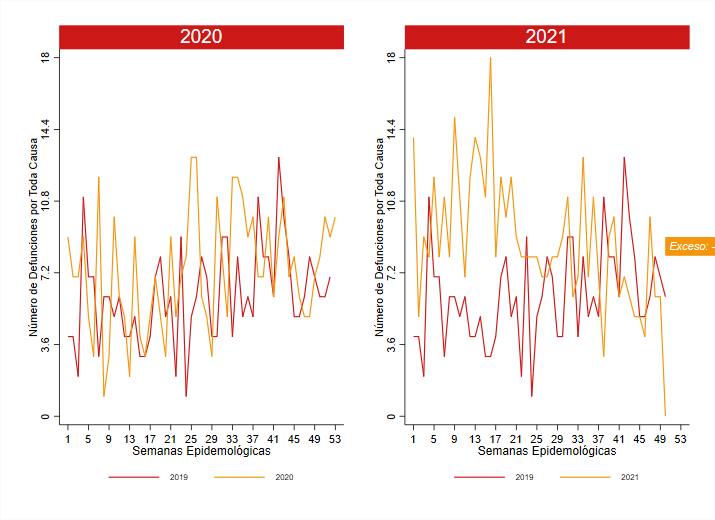 2020
Número de Defunciones por Toda Causa
18
14.4
10.8
7.2
3.6
0
1 5 9 13 17 21 25 29 33 37 41 45 49 53
Semanas Epidemológicas
2019 2020
2021
Número de Defunciones por Toda Causa
18
14.4
10.8
7.2
3.6
0
Exceso: -
1 5 9 13 17 21 25 29 33 37 41 45 49 53
Semanas Epidemológicas
2019 2021